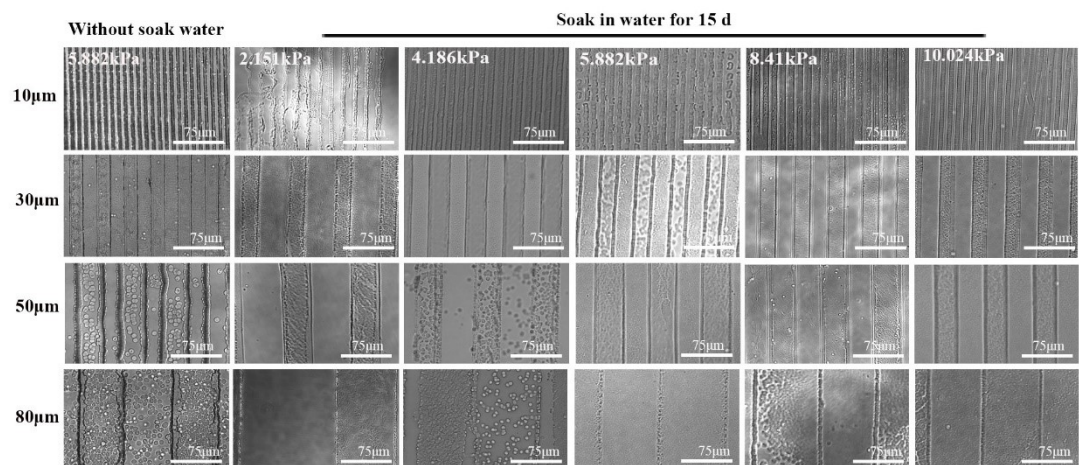 Without soak water
Soak in water for 15 d
5.882kPa 2.151kPa 4.186kPa 5.882kPa 8.41kPa 10.024kPa
10μm
75μm 75μm 75μm 75μm 75μm 75μm
30μm
75μm 75μm 75μm 75μm 75μm 75μm
50μm
75μm 75μm 75μm 75μm 75μm 75μm
80μm
75μm 75μm 75μm 75μm 75μm 75μm